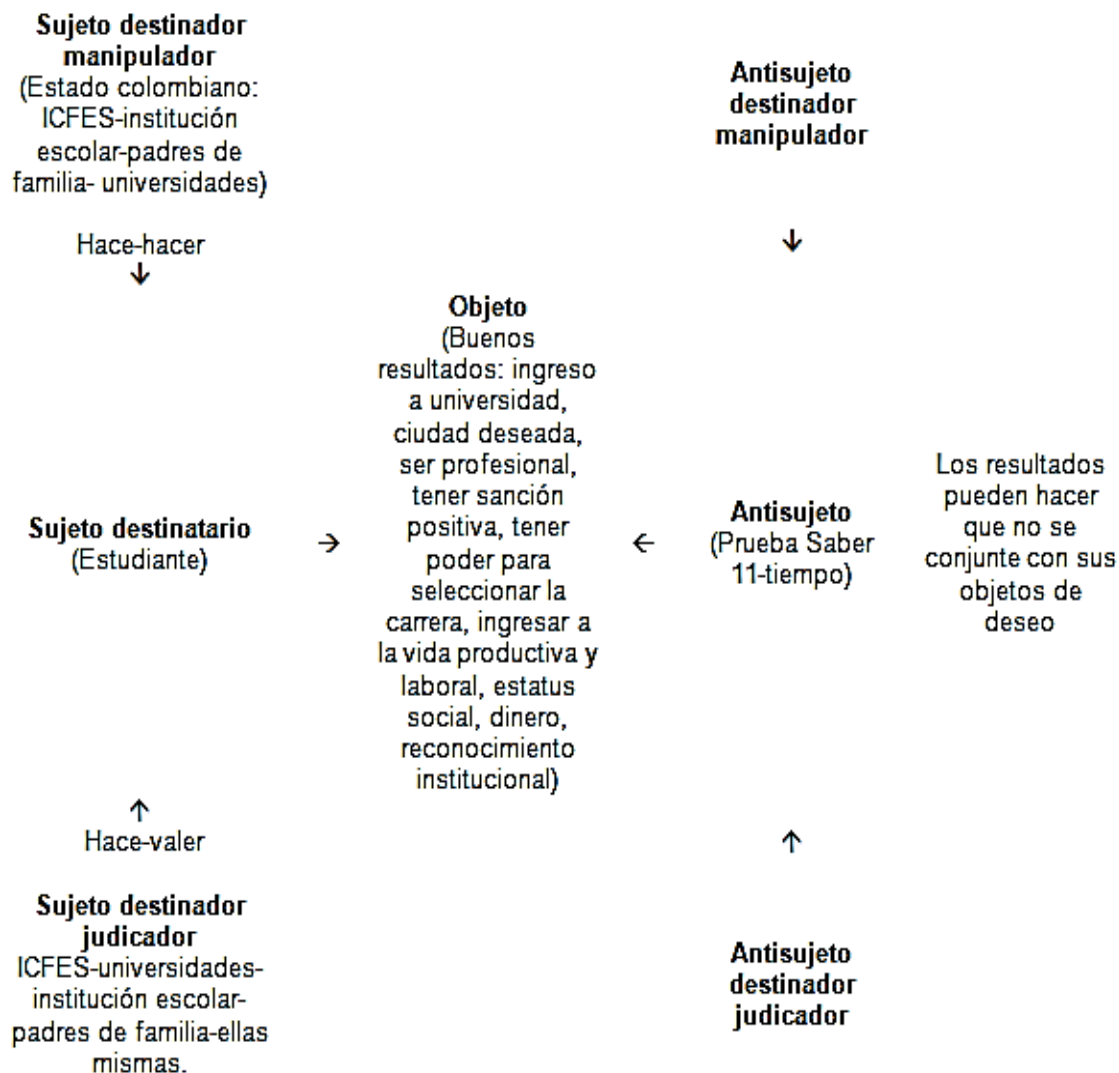 Sujeto destinador
manipulador
(Estado colombiano:
ICFES-institución
escolar-padres de
familia- universidades)
Hace-hacer
↓
Antisujeto
destinador
manipulador
↓
Sujeto destinatario
(Estudiante)
→
Objeto
(Buenos
resultados: ingreso
a universidad,
ciudad deseada,
ser profesional,
tener sanción
positiva, tener
poder para
seleccionar la
carrera, ingresar a
la vida productiva y
laboral, estatus
social, dinero,
reconocimiento
institucional)
←
Antisujeto
(Prueba Saber
11-tiempo)
Los resultados
pueden hacer
que no se
conjunte con sus
objetos de
deseo
↑
Hace-valer
Sujeto destinador
judicador
ICFES-universidades-
institución escolar-
padres de familia-ellas
mismas.
↑
Antisujeto
destinador
judicador